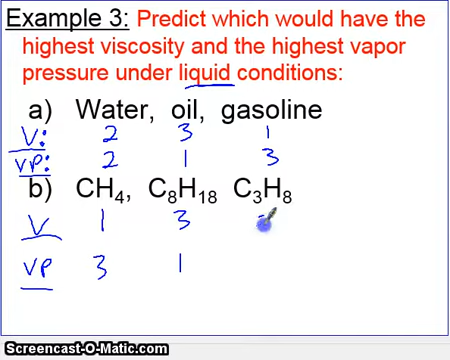 Example 3: Predict which would have the
highest viscosity and the highest vapor
pressure under liquid conditions:
a) Water, oil, gasoline
V: 2 3 1
VP: 2 1 3
b) CH₄, C₈H₁₈ C₃H₈
V 1 3
VP 3 1
Screencast-O-Matic.com